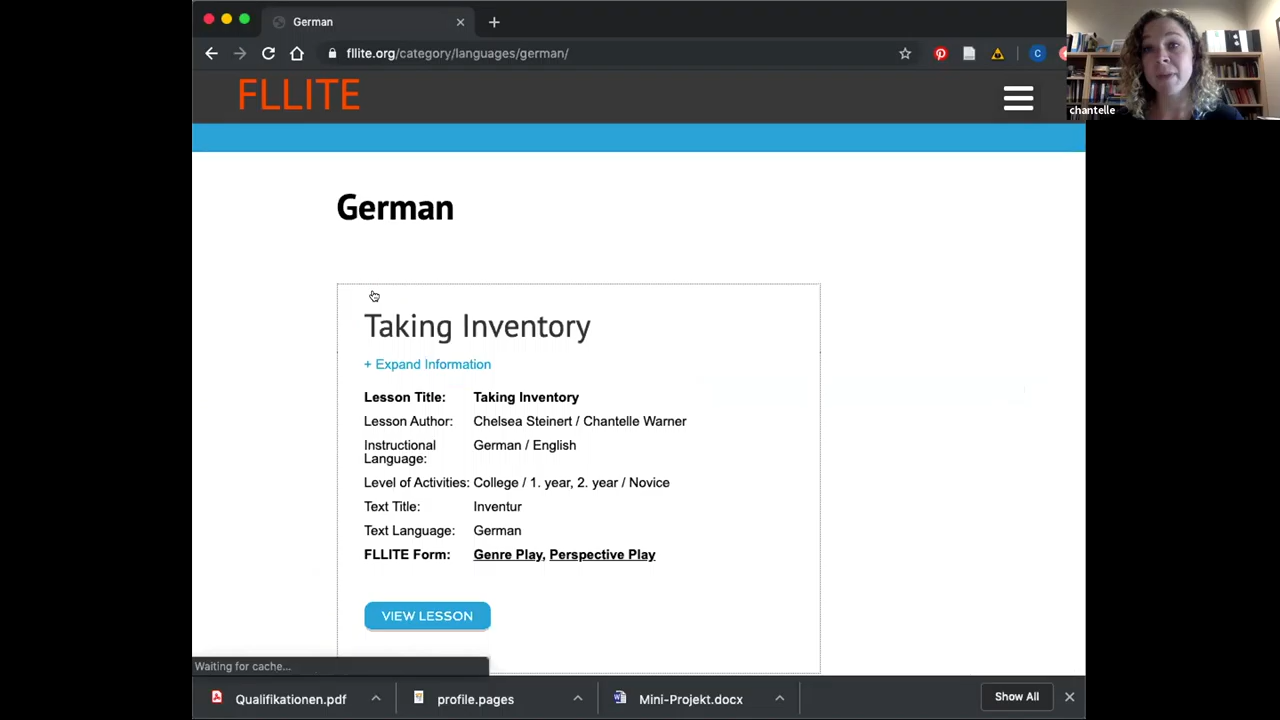 German
fllite.org/category/languages/german/
C
chantelle
FLLITE
German
Taking Inventory
+ Expand Information
Lesson Title: Taking Inventory
Lesson Author: Chelsea Steinert / Chantelle Warner
Instructional Language: German / English
Level of Activities: College / 1. year, 2. year / Novice
Text Title: Inventur
Text Language: German
FLLITE Form: Genre Play, Perspective Play
VIEW LESSON
Waiting for cache...
Qualifikationen.pdf
profile.pages
Mini-Projekt.docx
Show All